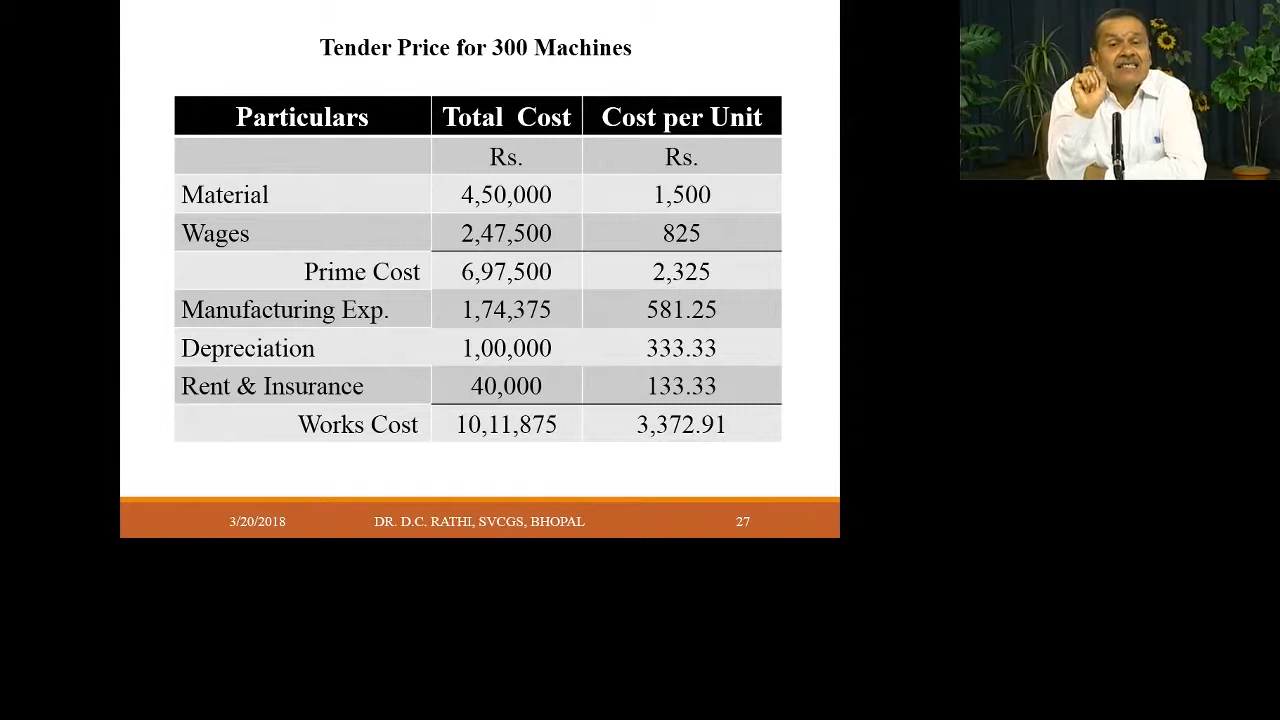 Tender Price for 300 Machines
Particulars Total Cost Cost per Unit
Rs. Rs.
Material 4,50,000 1,500
Wages 2,47,500 825
Prime Cost 6,97,500 2,325
Manufacturing Exp. 1,74,375 581.25
Depreciation 1,00,000 333.33
Rent & Insurance 40,000 133.33
Works Cost 10,11,875 3,372.91
3/20/2018 DR. D.C. RATHI, SVCGS, BHOPAL 27